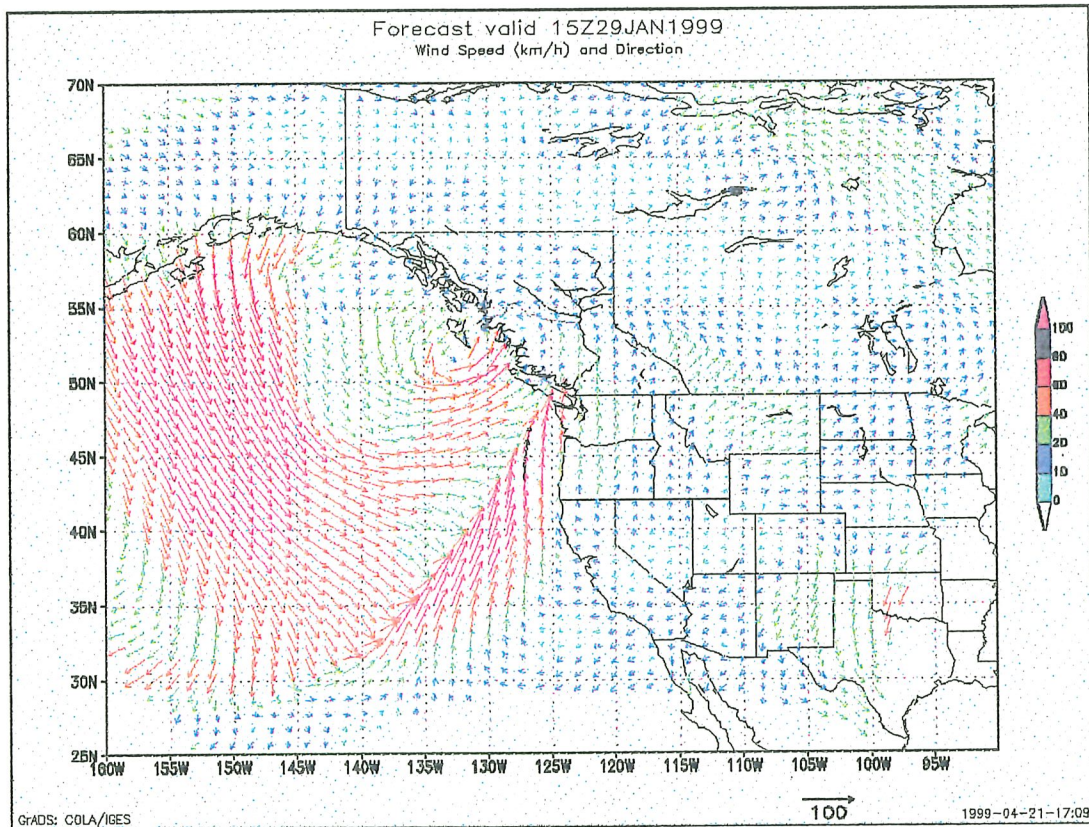 Forecast valid 15Z29JAN1999
Wind Speed (km/h) and Direction
70N
65N
60N
55N
50N
45N
40N
35N
30N
25N
160W 155W 150W 145W 140W 135W 130W 125W 120W 115W 110W 105W 100W 95W
100
80
60
40
20
10
0
100
GrADS: COLA/IGES
1999-04-21-17:09